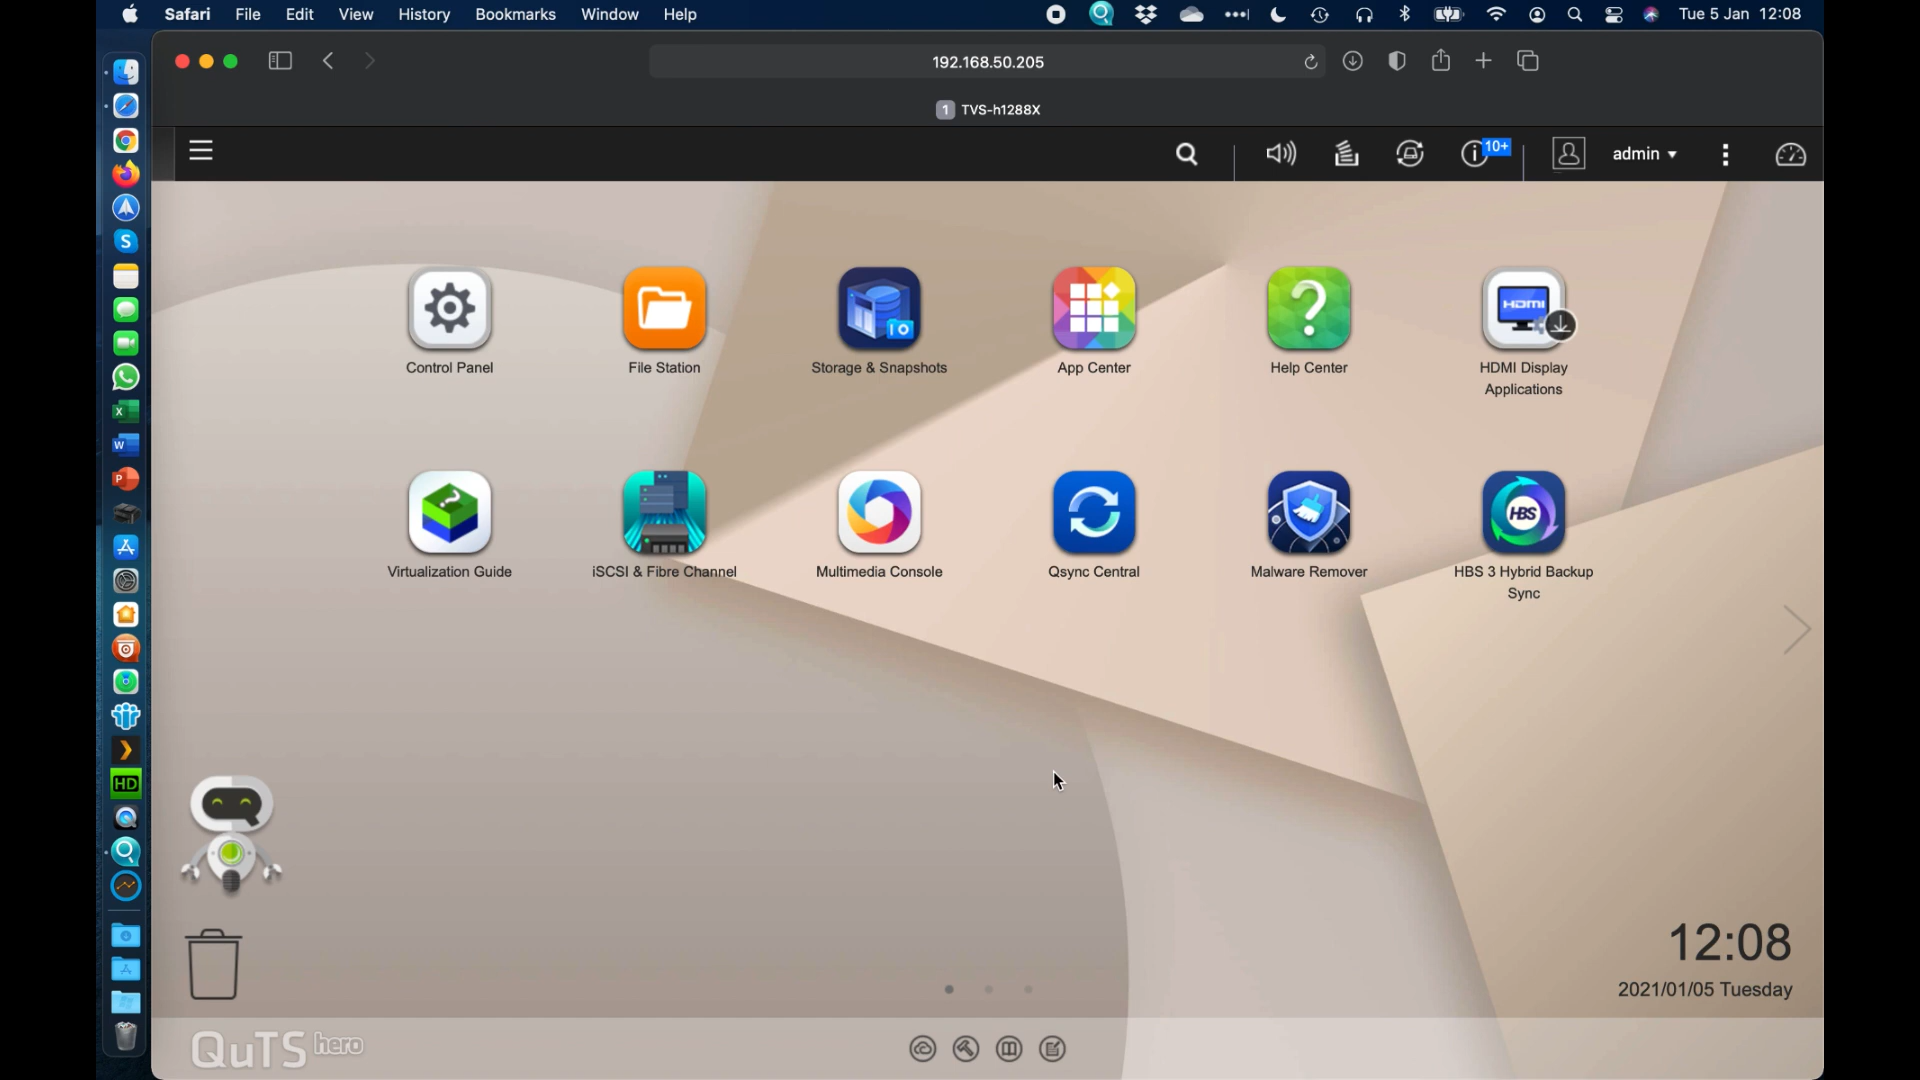 Safari File Edit View History Bookmarks Window Help Tue 5 Jan 12:08
192.168.50.205
1 TVS-h1288X
10+ admin
HDMI
Control Panel File Station Storage & Snapshots App Center Help Center HDMI Display
Applications
HBS
Virtualization Guide iSCSI & Fibre Channel Multimedia Console Qsync Central Malware Remover HBS 3 Hybrid Backup
Sync
S
X
W
P
HD
12:08
2021/01/05 Tuesday
QuTS hero